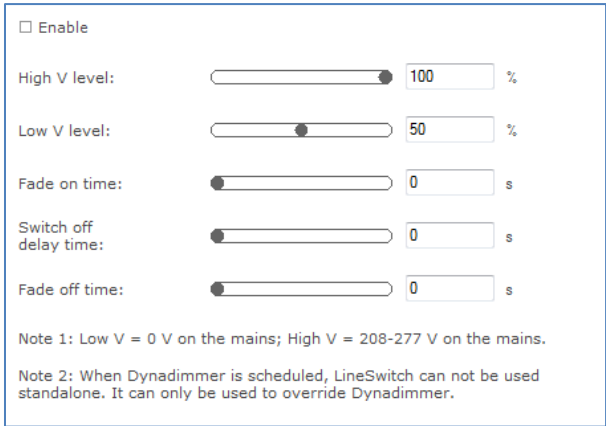 Enable
High V level: 100 %
Low V level: 50 %
Fade on time: 0 s
Switch off
delay time: 0 s
Fade off time: 0 s
Note 1: Low V = 0 V on the mains; High V = 208-277 V on the mains.
Note 2: When Dynadimmer is scheduled, LineSwitch can not be used
standalone. It can only be used to override Dynadimmer.